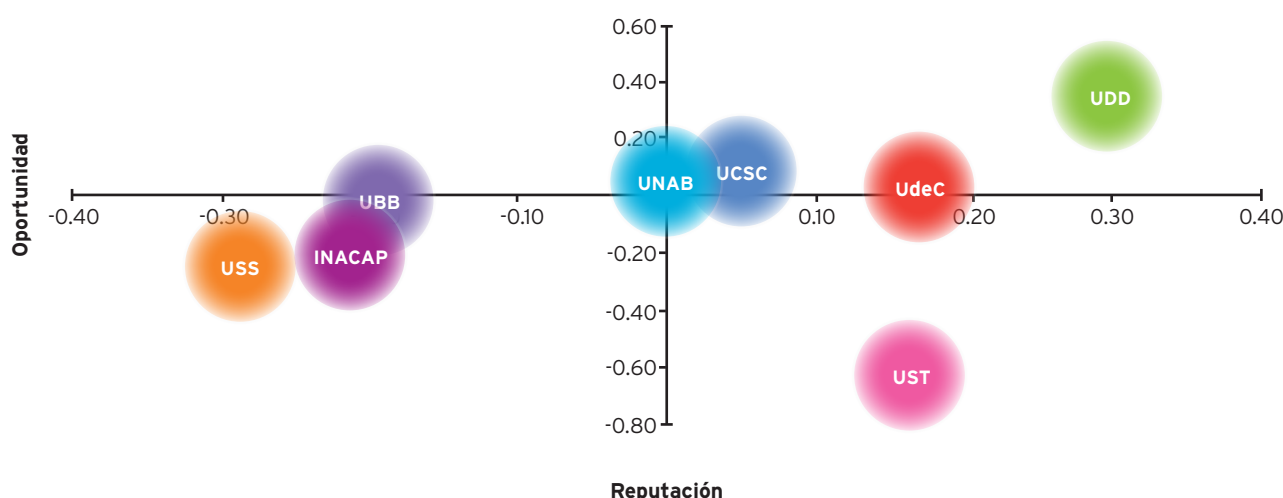 0.60
0.40
UDD
0.20
UNAB
UCSC
UBB
UdeC
-0.40
-0.30
-0.10
0.10
0.20
0.30
0.40
Oportunidad
-0.20
INACAP
USS
-0.40
-0.60
UST
-0.80
Reputación